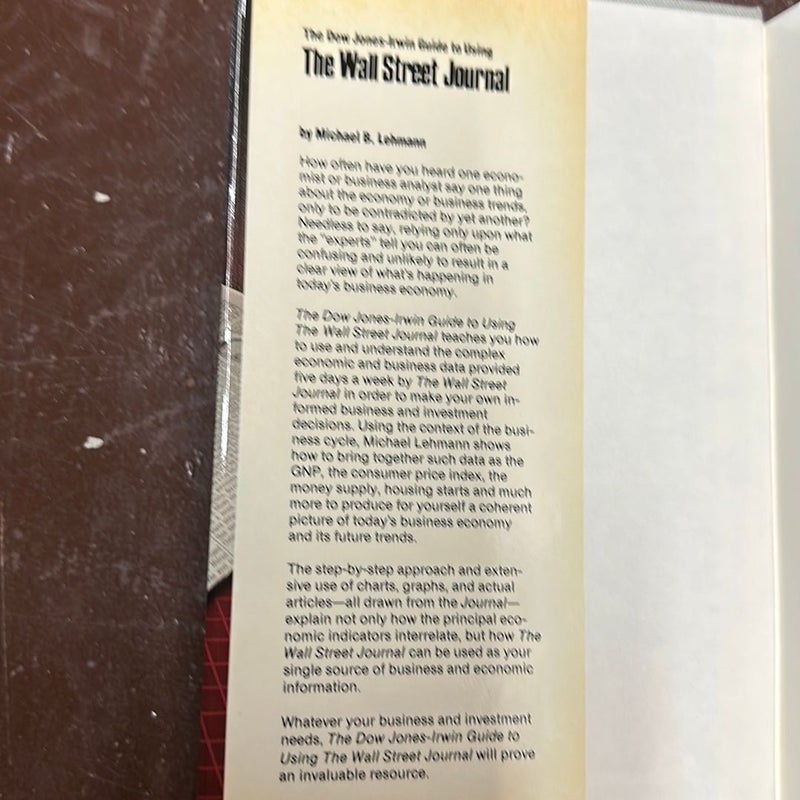 The Dow Jones-Irwin Guide to Using
The Wall Street Journal
by Michael B. Lehmann
How often have you heard one econo-
mist or business analyst say one thing
about the economy or business trends,
only to be contradicted by yet another?
Needless to say, relying only upon what
the "experts" tell you can often be
confusing and unlikely to result in a
clear view of what's happening in
today's business economy.
The Dow Jones-Irwin Guide to Using
The Wall Street Journal teaches you how
to use and understand the complex
economic and business data provided
five days a week by The Wall Street
Journal in order to make your own in-
formed business and investment
decisions. Using the context of the busi-
ness cycle, Michael Lehmann shows
how to bring together such data as the
GNP, the consumer price index, the
money supply, housing starts and much
more to produce for yourself a coherent
picture of today's business economy
and its future trends.
The step-by-step approach and exten-
sive use of charts, graphs, and actual
articles—all drawn from the Journal—
explain not only how the principal eco-
nomic indicators interrelate, but how The
Wall Street Journal can be used as your
single source of business and economic
information.
Whatever your business and investment
needs, The Dow Jones-Irwin Guide to
Using The Wall Street Journal will prove
an invaluable resource.